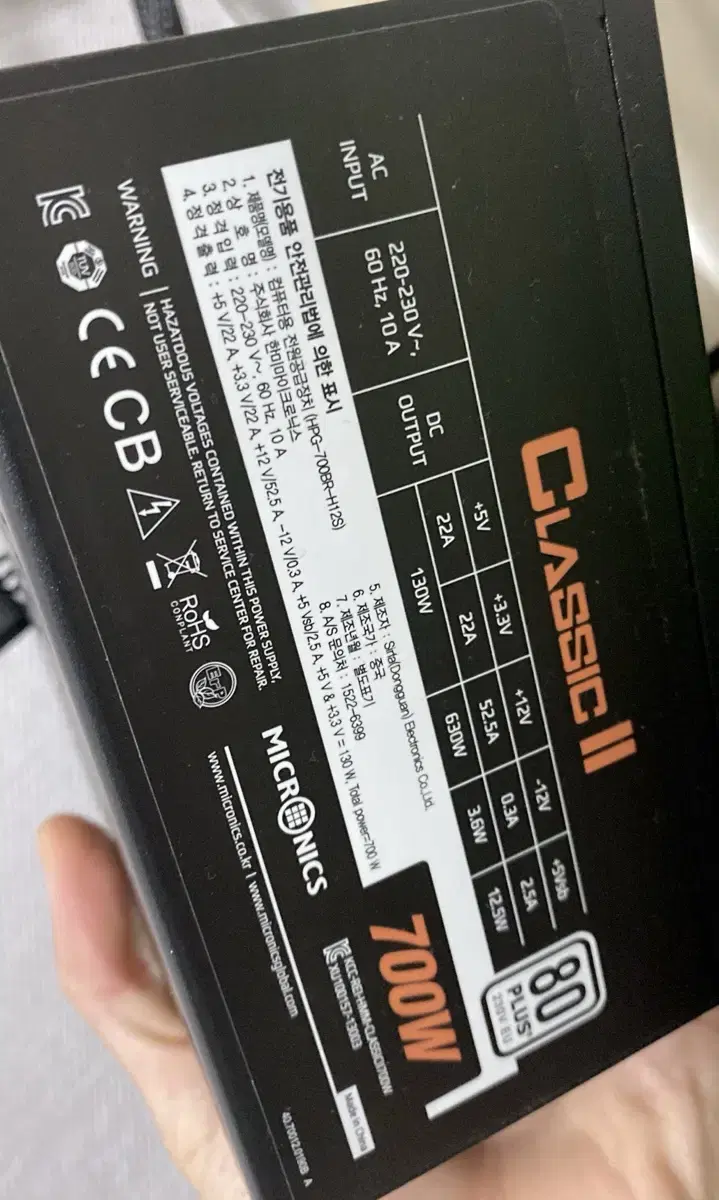 CLASSIC II
AC INPUT
220-230 V~, 60 Hz, 10 A
DC OUTPUT
+5V +3.3V +12V -12V +5Vsb
22A 22A 52.5A 0.3A 2.5A
130W 630W 3.6W 12.5W
80
PLUS
230V EU
700W
전기용품 안전관리법에 의한 표시
1. 제품명(모델명) : 컴퓨터용 전원공급장치 (HPG-700BR-H12S)
2. 상 호 명 : 주식회사 한미마이크로닉스
3. 정 격 입 력 : 220-230 V~, 60 Hz, 10 A
4. 정 격 출 력 : +5 V/22 A, +3.3 V/22 A, +12 V/52.5 A, -12 V/0.3 A, +5 Vsb/2.5 A, +5 V & +3.3 V = 130 W, Total power=700 W
5. 제조자 : Sirfa(Dongguan) Electronics Co.,Ltd.
6. 제조국가 : 중국
7. 제조년월 : 별도표기
8. A/S 문의처 : 1522-6399
WARNING
HAZATDOUS VOLTAGES CONTAINED WITHIN THIS POWER SUPPLY,
NOT USER SERVICEABLE. RETURN TO SERVICE CENTER FOR REPAIR.
TUV
CE CB
RoHS
COMPLIANT
MICRONICS
www.micronics.co.kr | www.micronicsglobal.com
XU100157-13003
Made in China